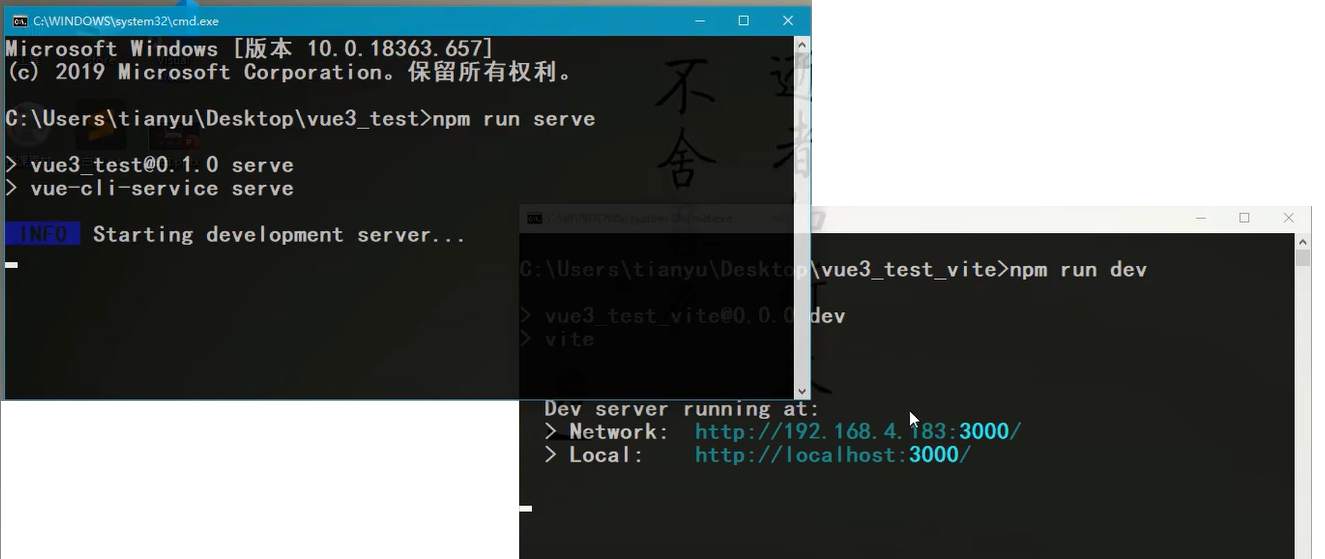 C:\WINDOWS\system32\cmd.exe
Microsoft Windows [版本 10.0.18363.657]
(c) 2019 Microsoft Corporation。保留所有权利。
C:\Users\tianyu\Desktop\vue3_test>npm run serve
> vue3_test@0.1.0 serve
> vue-cli-service serve
INFO Starting development server...
不舍
逝者
C:\WINDOWS\system32\cmd.exe
C:\Users\tianyu\Desktop\vue3_test_vite>npm run dev
> vue3_test_vite@0.0.0 dev
> vite
Dev server running at:
> Network: http://192.168.4.183:3000/
> Local: http://localhost:3000/